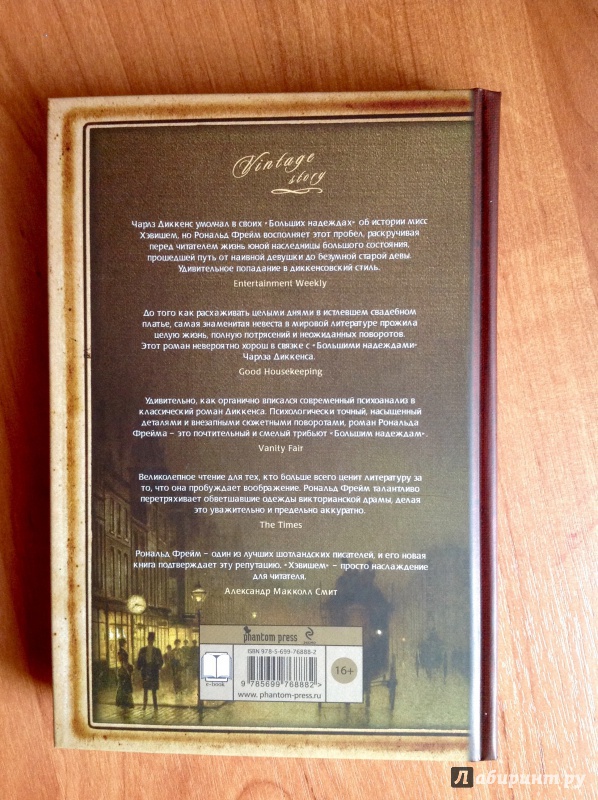 Vintage
story
Чарлз Диккенс умолчал в своих «Больших надеждах» об истории мисс
Хэвишем, но Рональд Фрейм восполняет этот пробел, раскручивая
перед читателем жизнь юной наследницы большого состояния,
прошедшей путь от наивной девушки до безумной старой девы.
Удивительное попадание в диккенсовский стиль.
Entertainment Weekly
До того как расхаживать целыми днями в истлевшем свадебном
платье, самая знаменитая невеста в мировой литературе прожила
целую жизнь, полную потрясений и неожиданных поворотов.
Этот роман невероятно хорош в связке с «Большими надеждами»
Чарлза Диккенса.
Good Housekeeping
Удивительно, как органично вписался современный психоанализ в
классический роман Диккенса. Психологически точный, насыщенный
деталями и внезапными сюжетными поворотами, роман Рональда
Фрейма – это почтительный и смелый трибьют «Большим надеждам».
Vanity Fair
Великолепное чтение для тех, кто больше всего ценит литературу за
то, что она пробуждает воображение. Рональд Фрейм талантливо
перетряхивает обветшавшие одежды викторианской драмы, делая
это уважительно и предельно аккуратно.
The Times
Рональд Фрейм – один из лучших шотландских писателей, и его новая
книга подтверждает эту репутацию. «Хэвишем» – просто наслаждение
для читателя.
Александр Макколл Смит
phantom press
ISBN 978-5-699-76888-2
e-book
9 785699 768882 >
16+
www.phantom-press.ru
Лабиринт.ру